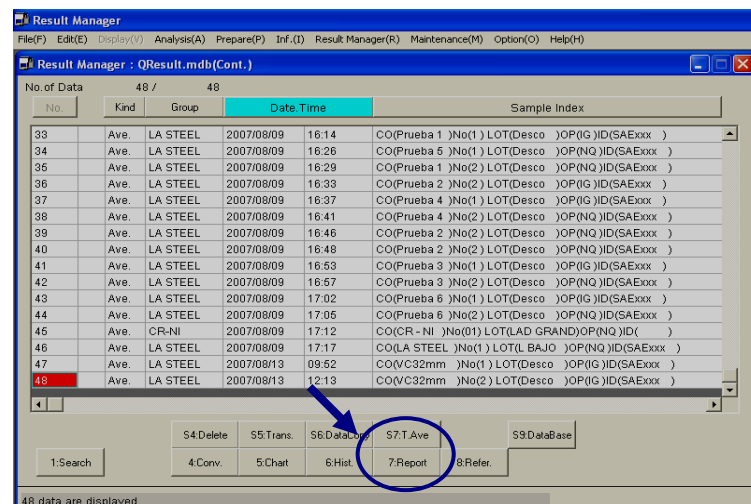 Result Manager
File(F) Edit(E) Display(V) Analysis(A) Prepare(P) Inf.(I) Result Manager(R) Maintenance(M) Option(O) Help(H)
Result Manager : QResult.mdb(Cont.)
No.of Data 48 / 48
No. Kind Group Date.Time Sample Index
33 Ave. LA STEEL 2007/08/09 16:14 CO(Prueba 1 )No(1 ) LOT(Desco )OP(IG )ID(SAExxx )
34 Ave. LA STEEL 2007/08/09 16:26 CO(Prueba 5 )No(1 ) LOT(Desco )OP(NQ )ID(SAExxx )
35 Ave. LA STEEL 2007/08/09 16:29 CO(Prueba 1 )No(2 ) LOT(Desco )OP(NQ )ID(SAExxx )
36 Ave. LA STEEL 2007/08/09 16:33 CO(Prueba 2 )No(2 ) LOT(Desco )OP(IG )ID(SAExxx )
37 Ave. LA STEEL 2007/08/09 16:37 CO(Prueba 4 )No(1 ) LOT(Desco )OP(IG )ID(SAExxx )
38 Ave. LA STEEL 2007/08/09 16:41 CO(Prueba 4 )No(2 ) LOT(Desco )OP(NQ )ID(SAExxx )
39 Ave. LA STEEL 2007/08/09 16:46 CO(Prueba 2 )No(2 ) LOT(Desco )OP(NQ )ID(SAExxx )
40 Ave. LA STEEL 2007/08/09 16:48 CO(Prueba 2 )No(2 ) LOT(Desco )OP(NQ )ID(SAExxx )
41 Ave. LA STEEL 2007/08/09 16:53 CO(Prueba 3 )No(1 ) LOT(Desco )OP(IG )ID(SAExxx )
42 Ave. LA STEEL 2007/08/09 16:57 CO(Prueba 3 )No(2 ) LOT(Desco )OP(NQ )ID(SAExxx )
43 Ave. LA STEEL 2007/08/09 17:02 CO(Prueba 6 )No(1 ) LOT(Desco )OP(IG )ID(SAExxx )
44 Ave. LA STEEL 2007/08/09 17:05 CO(Prueba 6 )No(2 ) LOT(Desco )OP(NQ )ID(SAExxx )
45 Ave. CR-NI 2007/08/09 17:12 CO(CR - NI )No(01) LOT(LAD GRAND)OP(NQ )ID( )
46 Ave. LA STEEL 2007/08/09 17:17 CO(LA STEEL )No(1 ) LOT(L BAJO )OP(NQ )ID(SAExxx )
47 Ave. LA STEEL 2007/08/13 09:52 CO(VC32mm )No(1 ) LOT(Desco )OP(IG )ID(SAExxx )
48 Ave. LA STEEL 2007/08/13 12:13 CO(VC32mm )No(2 ) LOT(Desco )OP(IG )ID(SAExxx )
S4:Delete S5:Trans. S6:DataCopy S7:T.Ave S9:DataBase
1:Search 4:Conv. 5:Chart 6:Hist. 7:Report 8:Refer.
48 data are displayed